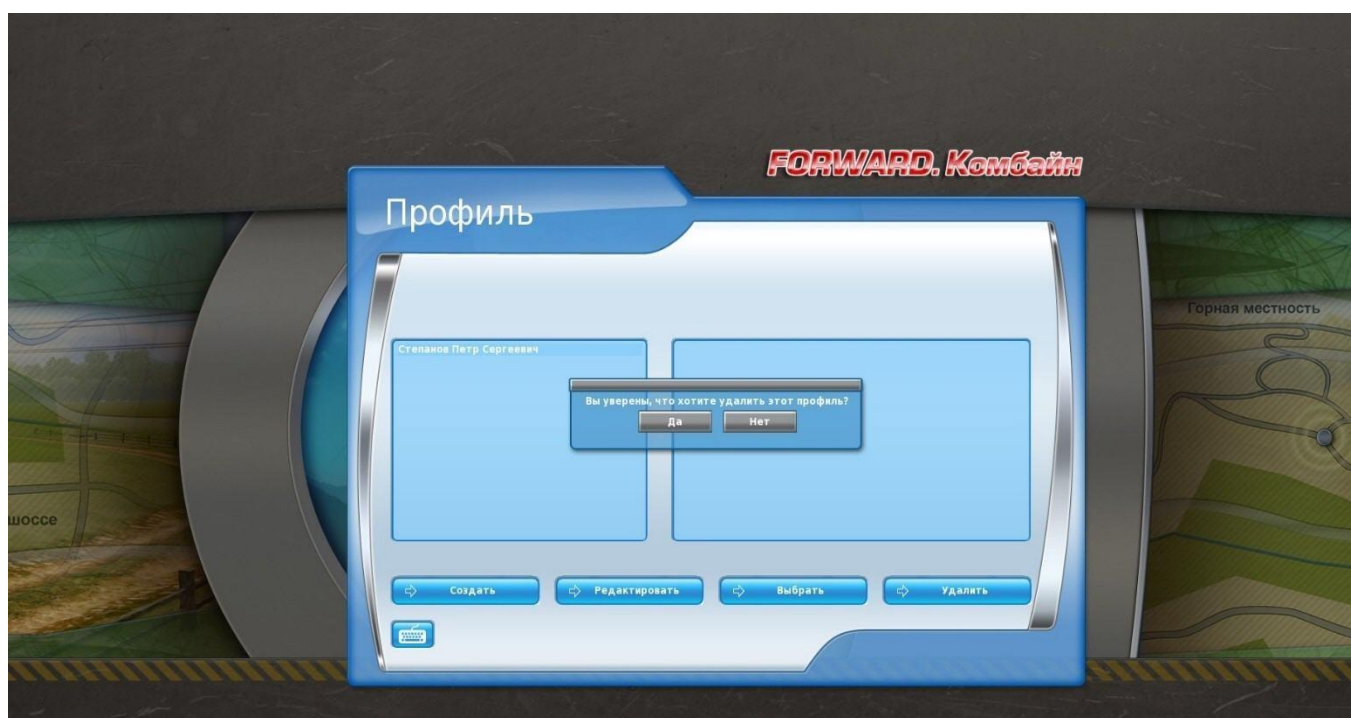 FORWARD. Комбайн
Профиль
Горная местность
Степанов Петр Сергеевич
Вы уверены, что хотите удалить этот профиль?
Да
Нет
шоссе
Создать
Редактировать
Выбрать
Удалить